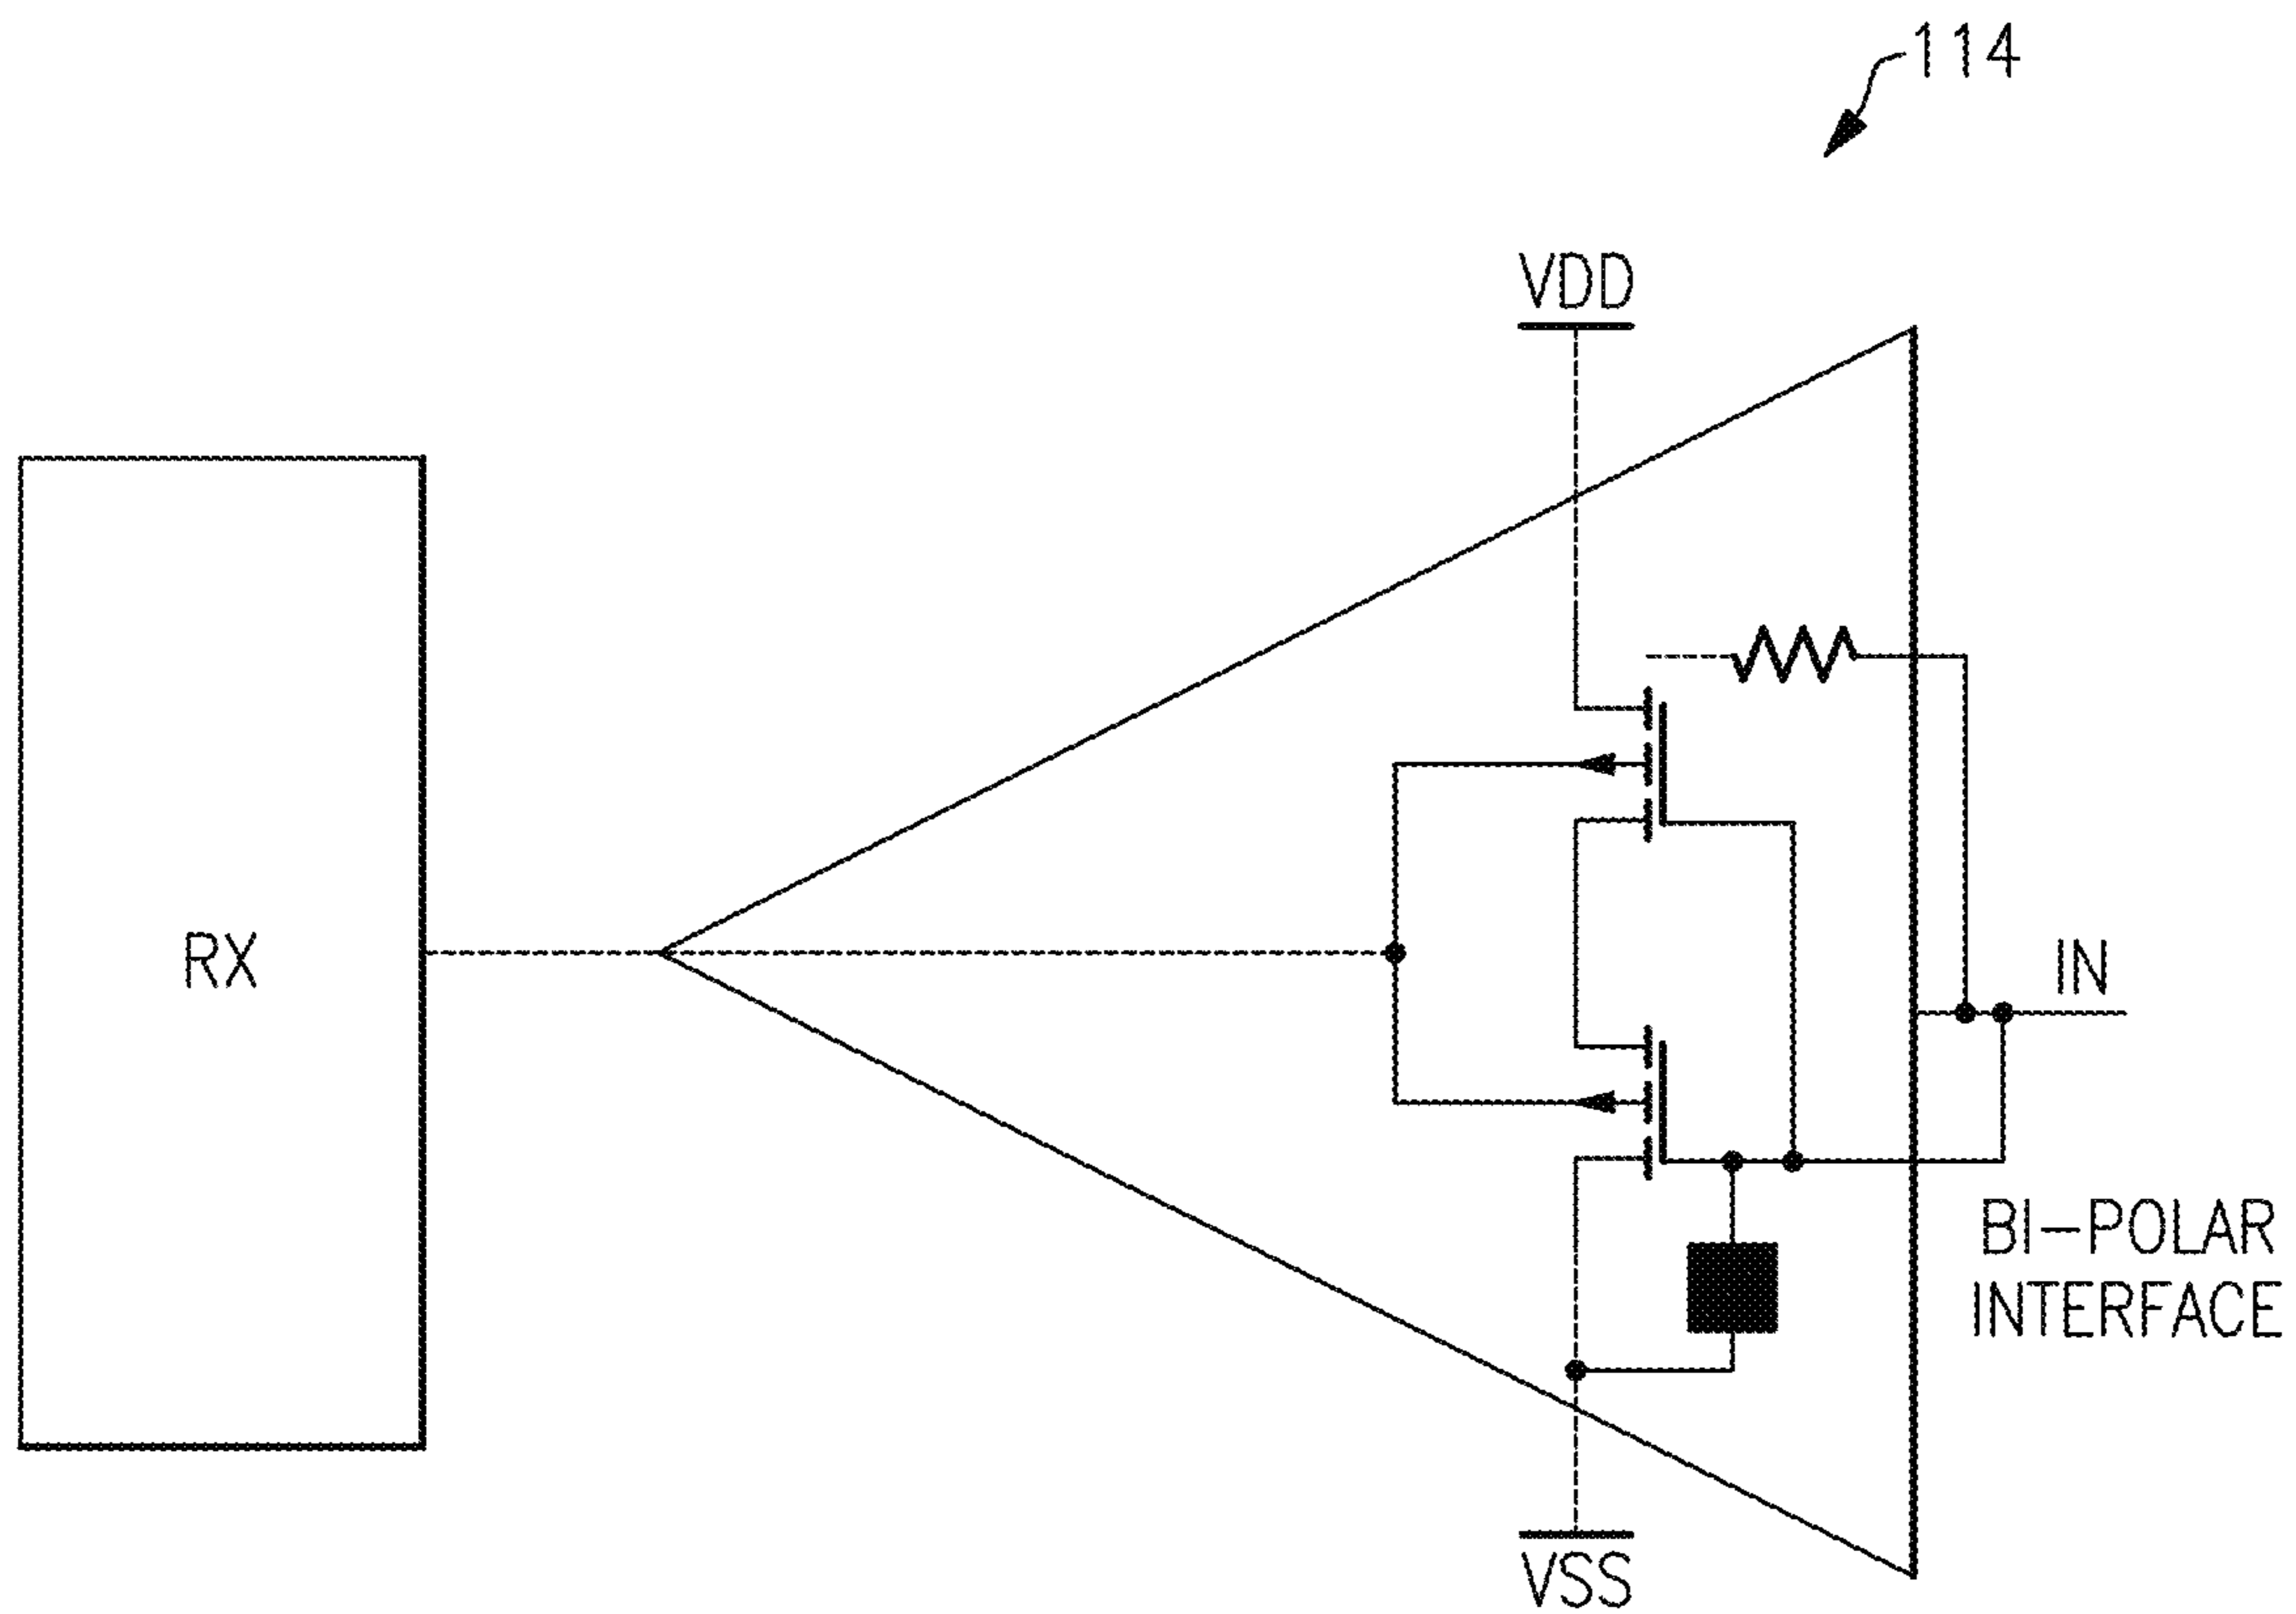 114
VDD
RX
IN
BI-POLAR
INTERFACE
VSS